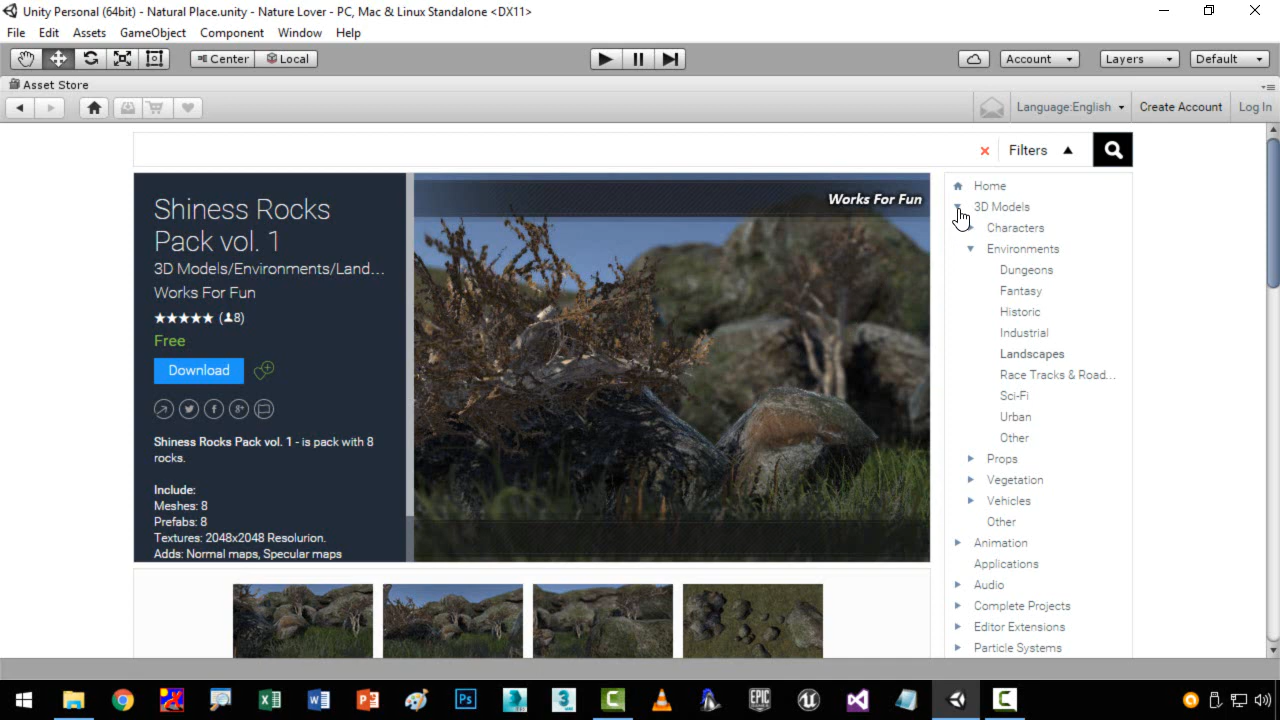 Unity Personal (64bit) - Natural Place.unity - Nature Lover - PC, Mac & Linux Standalone <DX11>
File Edit Assets GameObject Component Window Help
Center Local Account Layers Default
Asset Store
Language:English Create Account Log In
Filters
Shiness Rocks
Pack vol. 1
3D Models/Environments/Land...
Works For Fun
(8)
Free
Download
Shiness Rocks Pack vol. 1 - is pack with 8
rocks.
Include:
Meshes: 8
Prefabs: 8
Textures: 2048x2048 Resolurion.
Adds: Normal maps, Specular maps
Works For Fun
Home
3D Models
Characters
Environments
Dungeons
Fantasy
Historic
Industrial
Landscapes
Race Tracks & Road...
Sci-Fi
Urban
Other
Props
Vegetation
Vehicles
Other
Animation
Applications
Audio
Complete Projects
Editor Extensions
Particle Systems